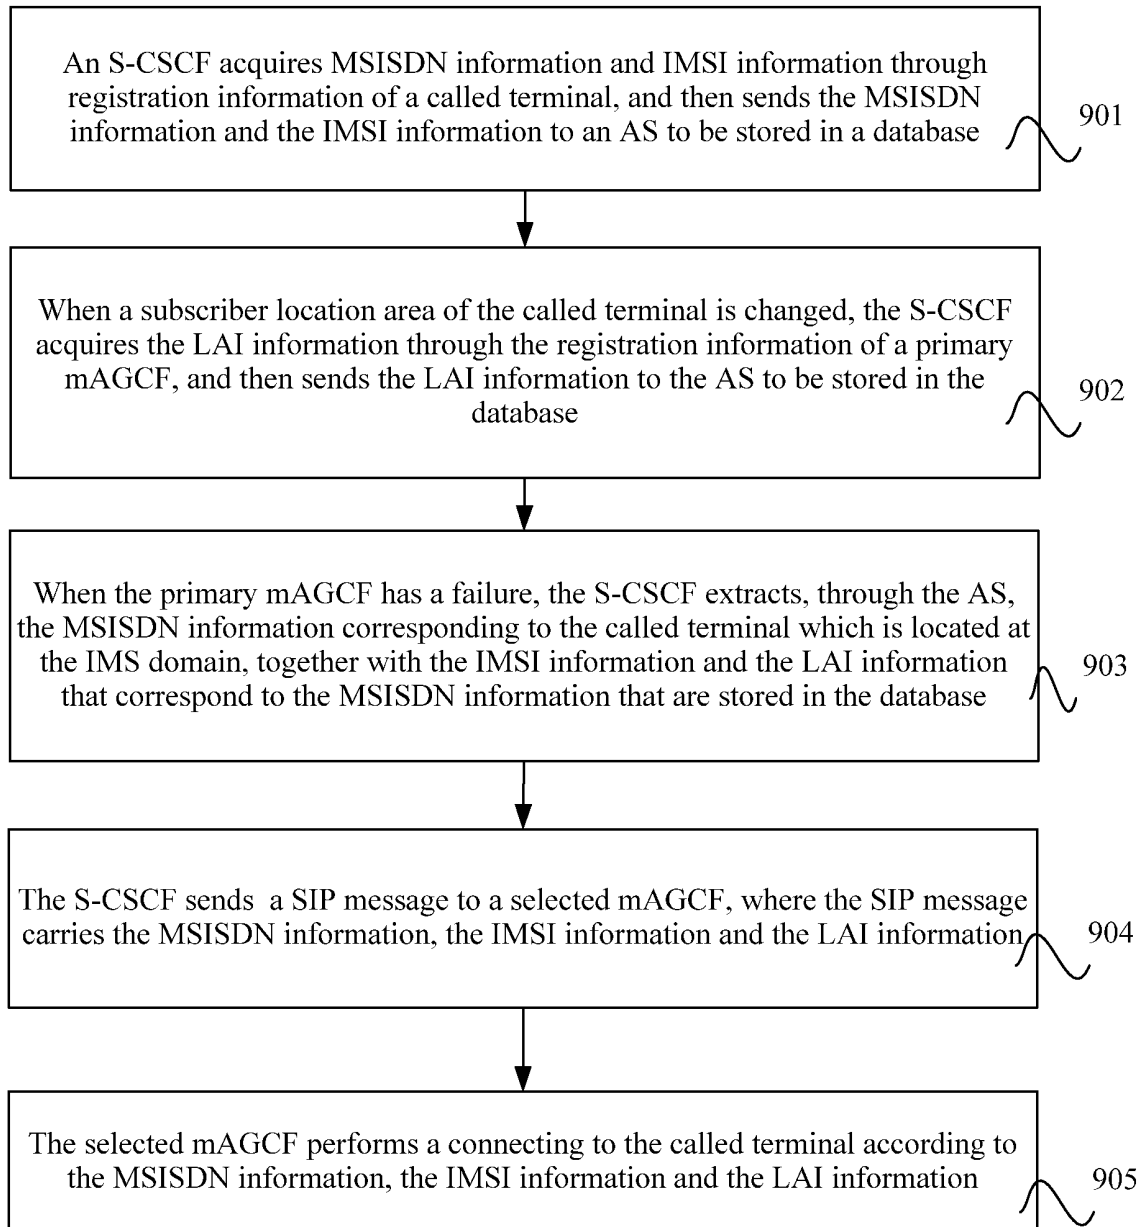 An S-CSCF acquires MSISDN information and IMSI information through
registration information of a called terminal, and then sends the MSISDN
information and the IMSI information to an AS to be stored in a database
901
When a subscriber location area of the called terminal is changed, the S-CSCF
acquires the LAI information through the registration information of a primary
mAGCF, and then sends the LAI information to the AS to be stored in the
database
902
When the primary mAGCF has a failure, the S-CSCF extracts, through the AS,
the MSISDN information corresponding to the called terminal which is located at
the IMS domain, together with the IMSI information and the LAI information
that correspond to the MSISDN information that are stored in the database
903
The S-CSCF sends a SIP message to a selected mAGCF, where the SIP message
carries the MSISDN information, the IMSI information and the LAI information
904
The selected mAGCF performs a connecting to the called terminal according to
the MSISDN information, the IMSI information and the LAI information
905